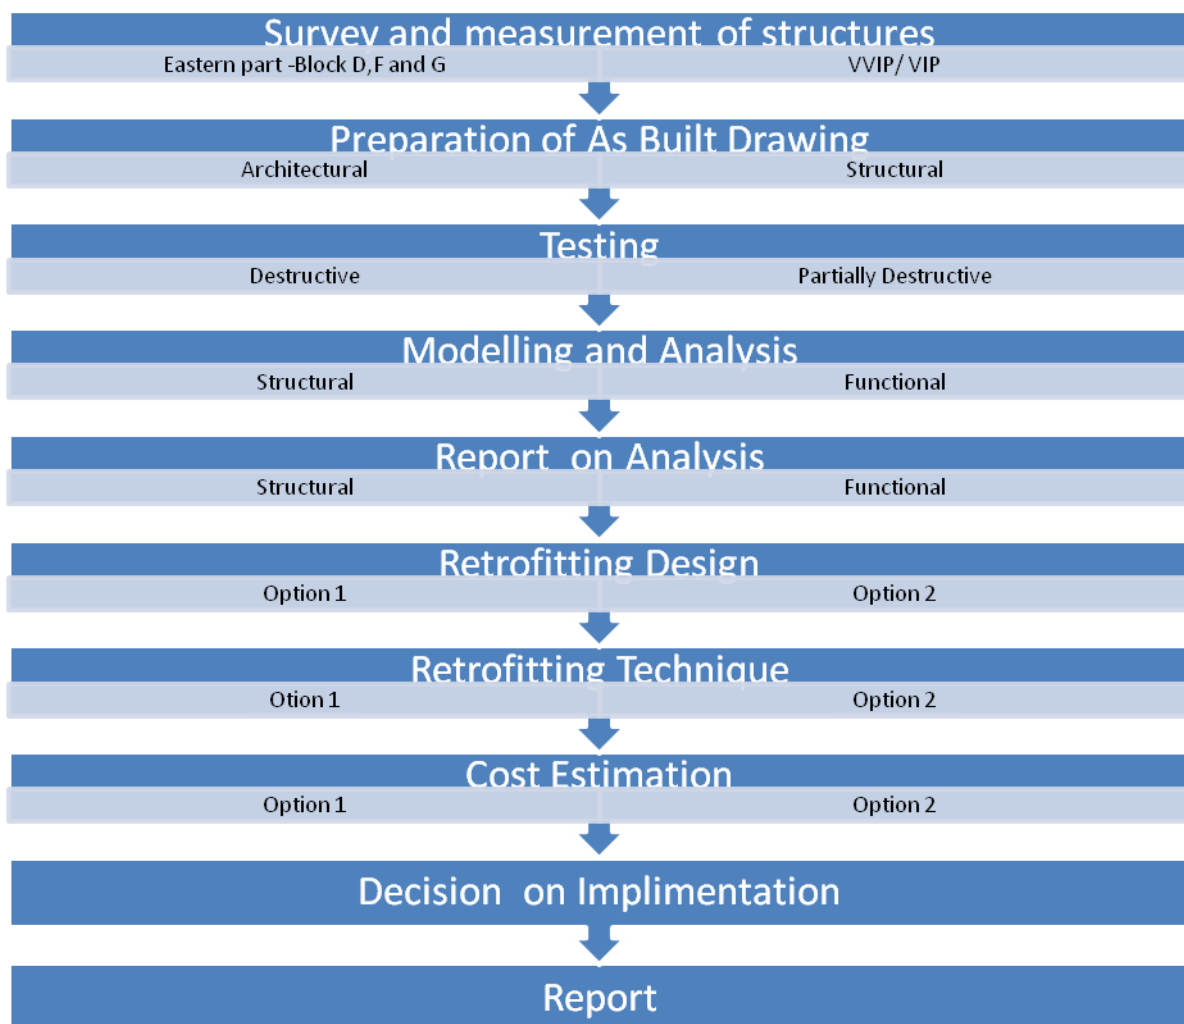 Survey and measurement of structures
Eastern part -Block D,F and G
VVIP/ VIP
Preparation of As Built Drawing
Architectural
Structural
Testing
Destructive
Partially Destructive
Modelling and Analysis
Structural
Functional
Report on Analysis
Structural
Functional
Retrofitting Design
Option 1
Option 2
Retrofitting Technique
Otion 1
Option 2
Cost Estimation
Option 1
Option 2
Decision on Implimentation
Report